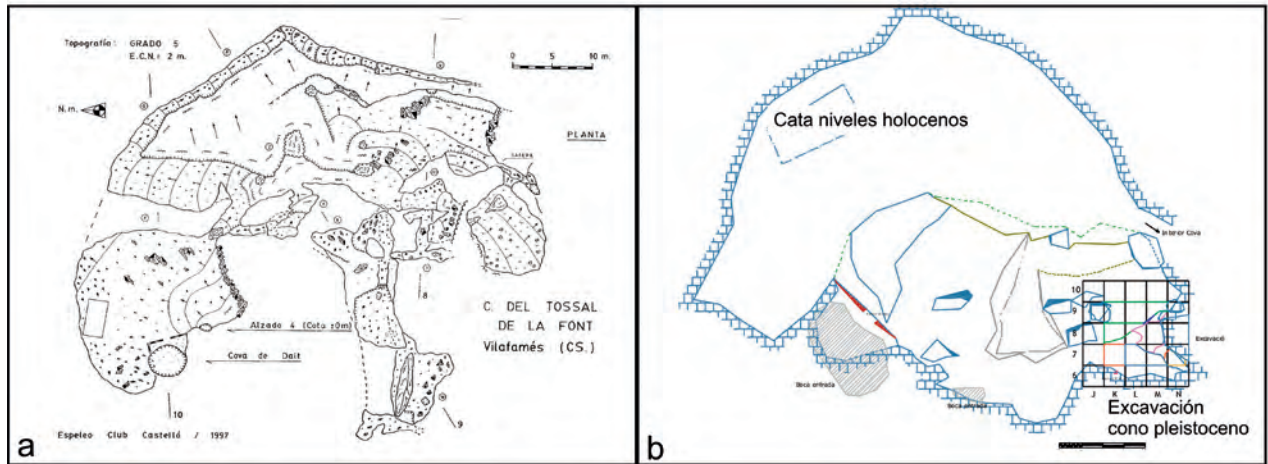 Topografía: GRADO 5
E.C.N.: 2 m.
0 5 10 m.
N.m.
PLANTA
8
C. DEL TOSSAL
DE LA FONT
Vilafamés (CS.)
Alzado 4 (Cota ±0m)
Cova de Dalt
10
9
Espeleo Club Castelló / 1997
a
Cata niveles holocenos
Interior Cova
10
9
8
7
6
Excavació
J K L M N
Boca entrada
Boca entrada
Excavación
cono pleistoceno
b